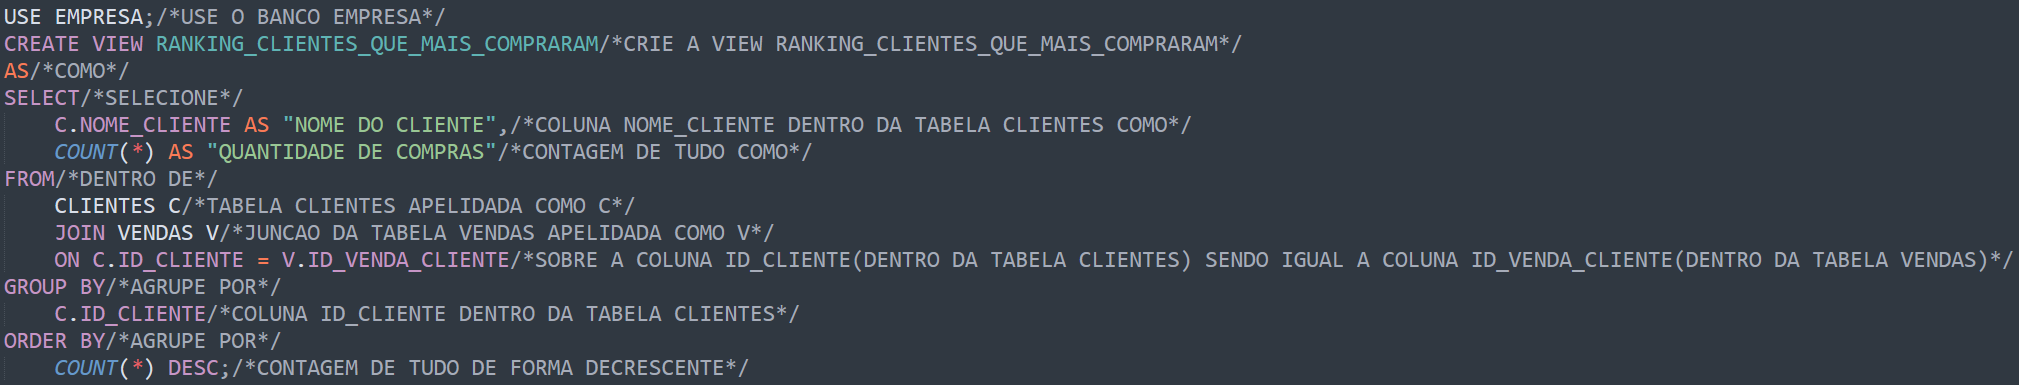 USE EMPRESA;/*USE O BANCO EMPRESA*/
CREATE VIEW RANKING_CLIENTES_QUE_MAIS_COMPRARAM/*CRIE A VIEW RANKING_CLIENTES_QUE_MAIS_COMPRARAM*/
AS/*COMO*/
SELECT/*SELECIONE*/
    C.NOME_CLIENTE AS "NOME DO CLIENTE",/*COLUNA NOME_CLIENTE DENTRO DA TABELA CLIENTES COMO*/
    COUNT(*) AS "QUANTIDADE DE COMPRAS"/*CONTAGEM DE TUDO COMO*/
FROM/*DENTRO DE*/
    CLIENTES C/*TABELA CLIENTES APELIDADA COMO C*/
    JOIN VENDAS V/*JUNCAO DA TABELA VENDAS APELIDADA COMO V*/
    ON C.ID_CLIENTE = V.ID_VENDA_CLIENTE/*SOBRE A COLUNA ID_CLIENTE(DENTRO DA TABELA CLIENTES) SENDO IGUAL A COLUNA ID_VENDA_CLIENTE(DENTRO DA TABELA VENDAS)*/
GROUP BY/*AGRUPE POR*/
    C.ID_CLIENTE/*COLUNA ID_CLIENTE DENTRO DA TABELA CLIENTES*/
ORDER BY/*AGRUPE POR*/
    COUNT(*) DESC;/*CONTAGEM DE TUDO DE FORMA DECRESCENTE*/